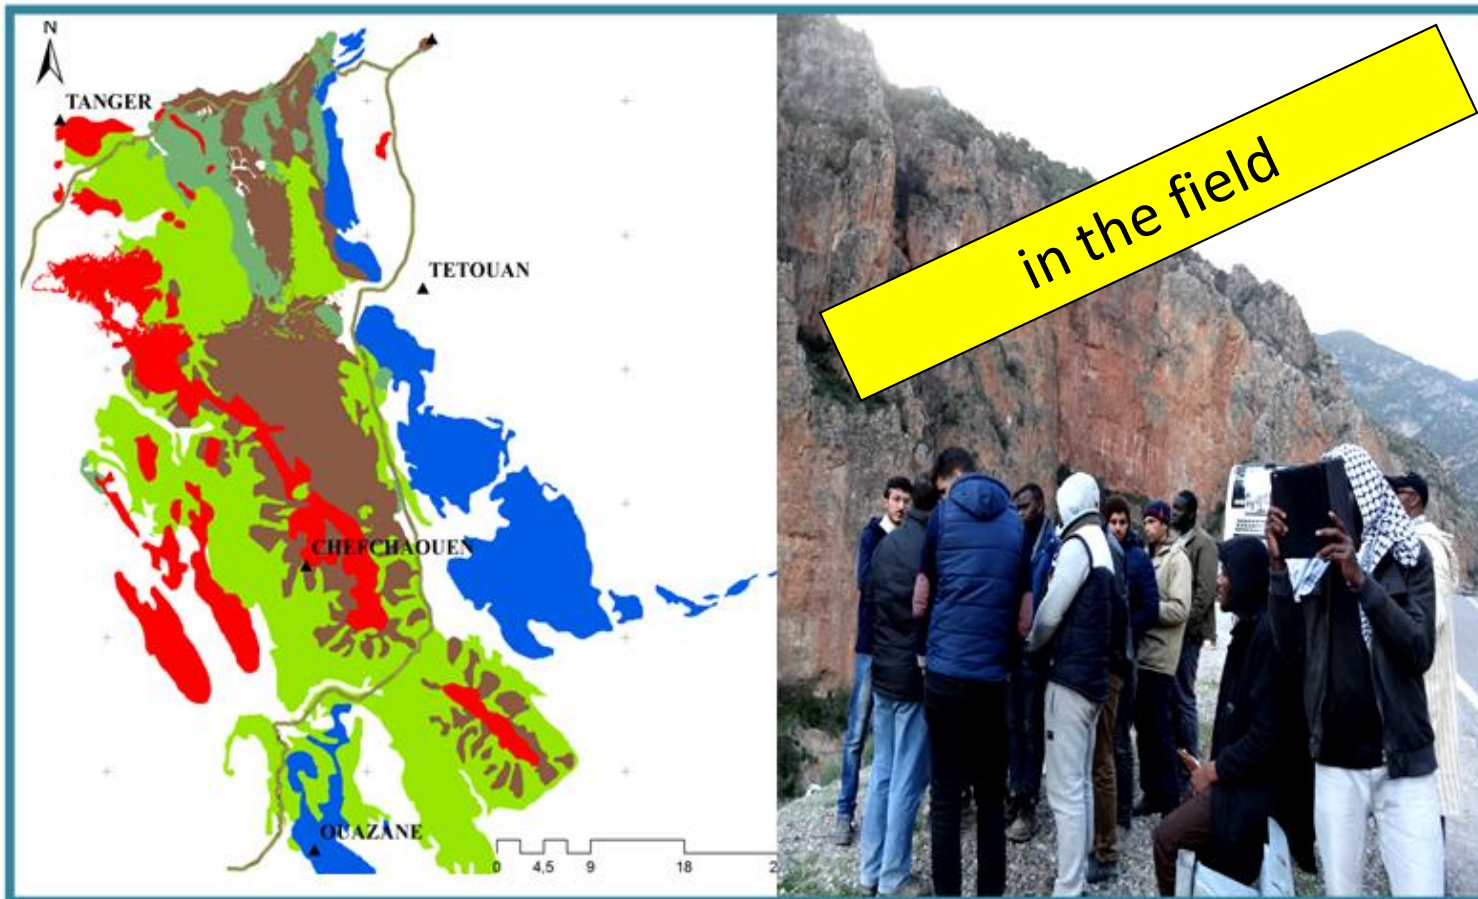 N
TANGER
TETOUAN
CHEFCHAOUEN
OUAZANE
0 4,5 9 18
in the field